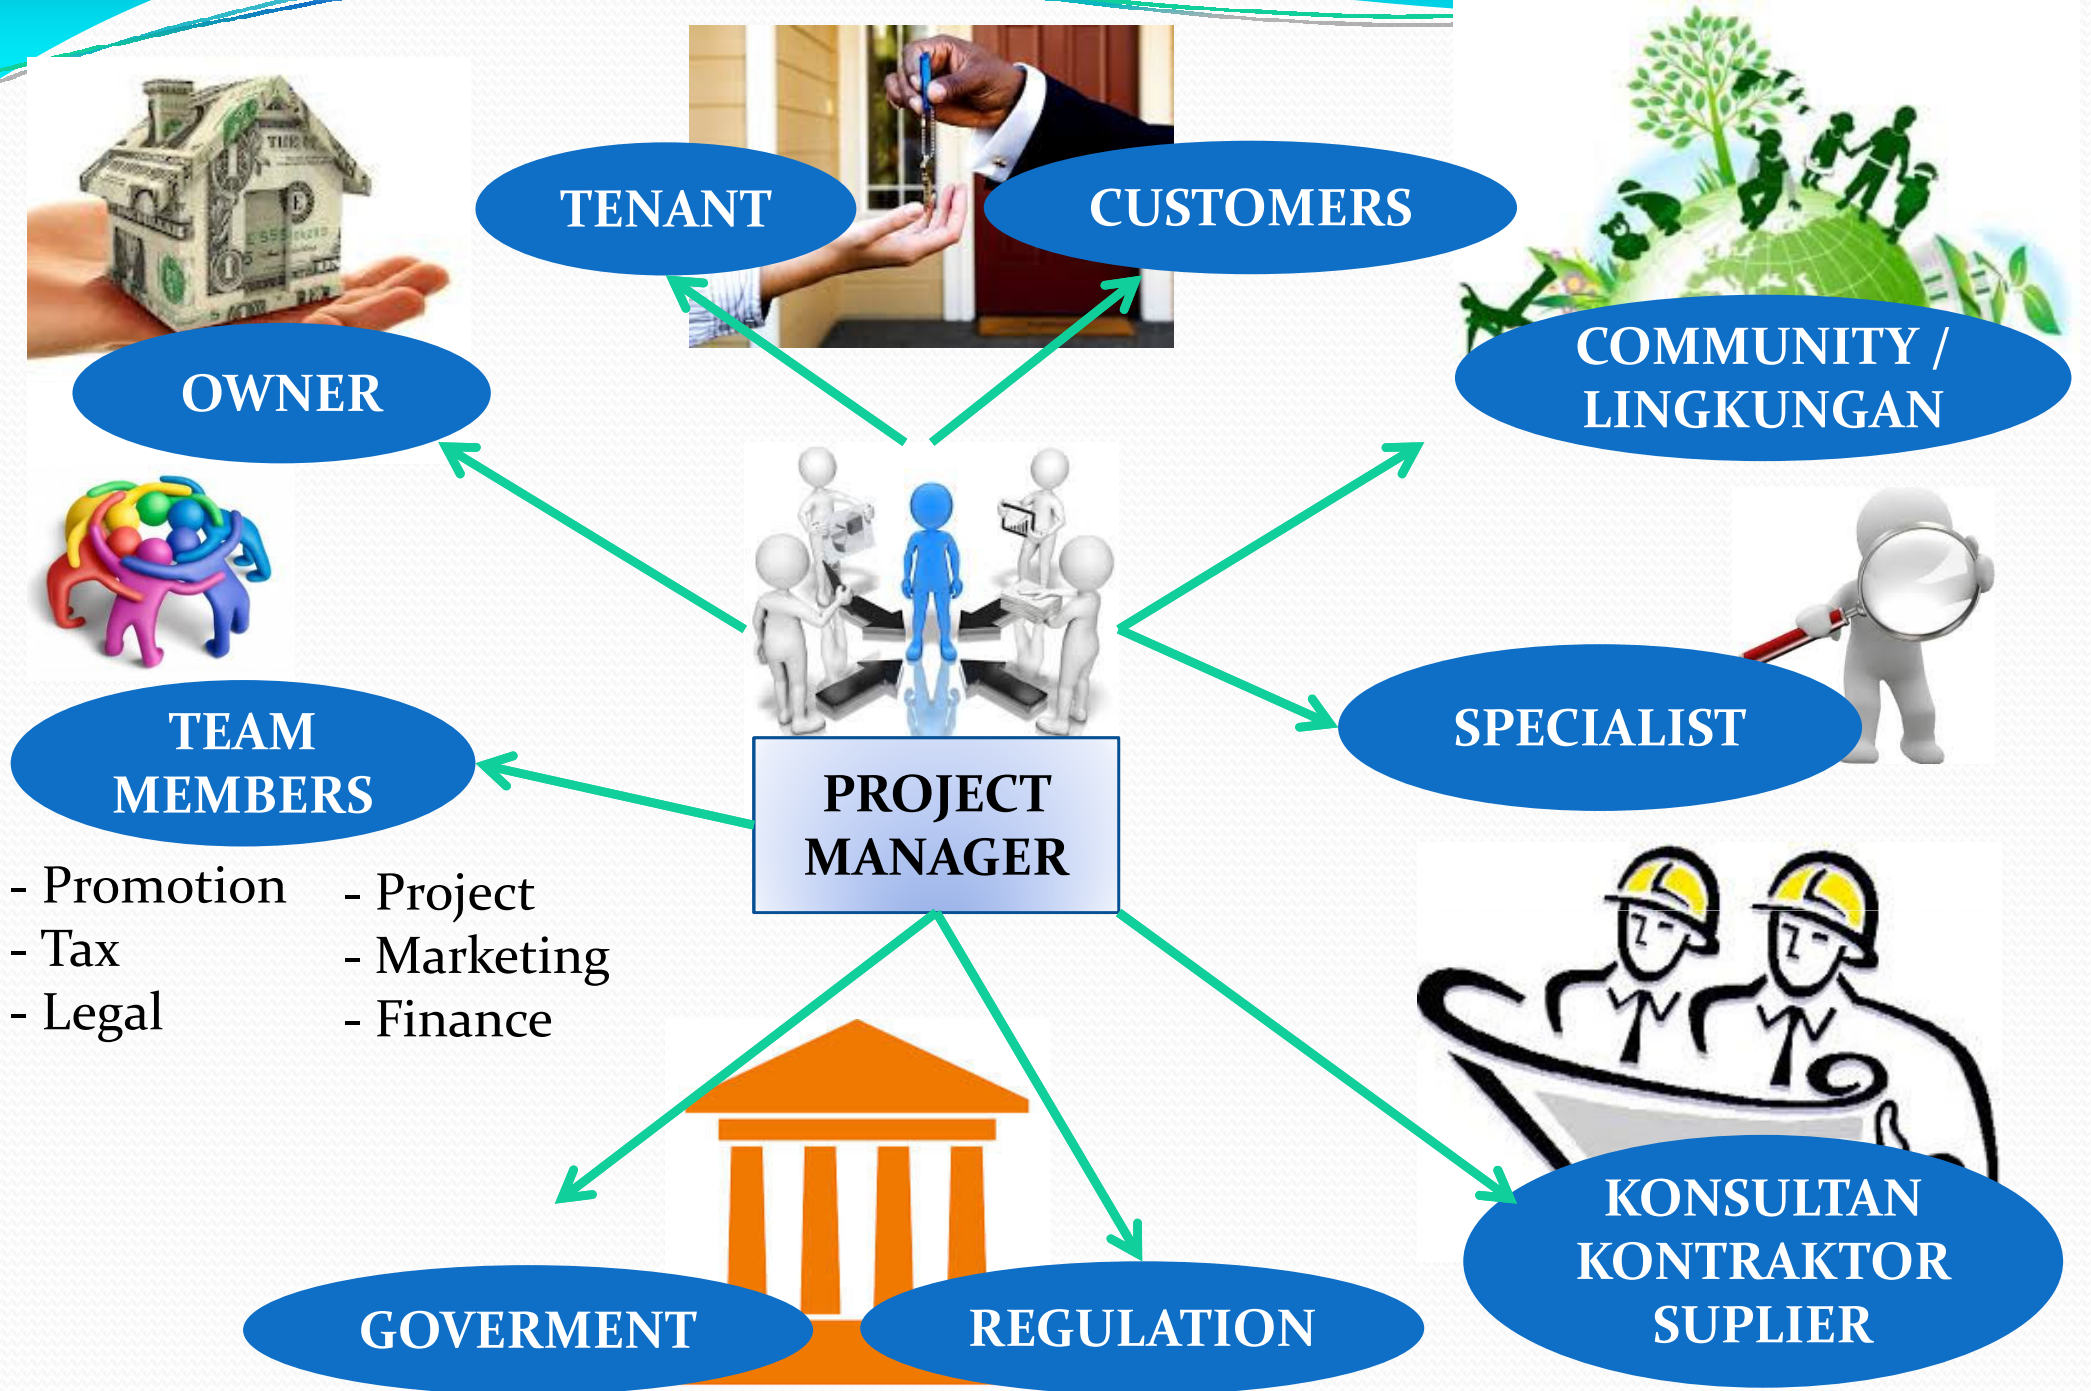 TENANT
CUSTOMERS
OWNER
COMMUNITY /
LINGKUNGAN
TEAM
MEMBERS
SPECIALIST
PROJECT
MANAGER
- Promotion
- Tax
- Legal
- Project
- Marketing
- Finance
KONSULTAN
KONTRAKTOR
SUPLIER
GOVERMENT
REGULATION